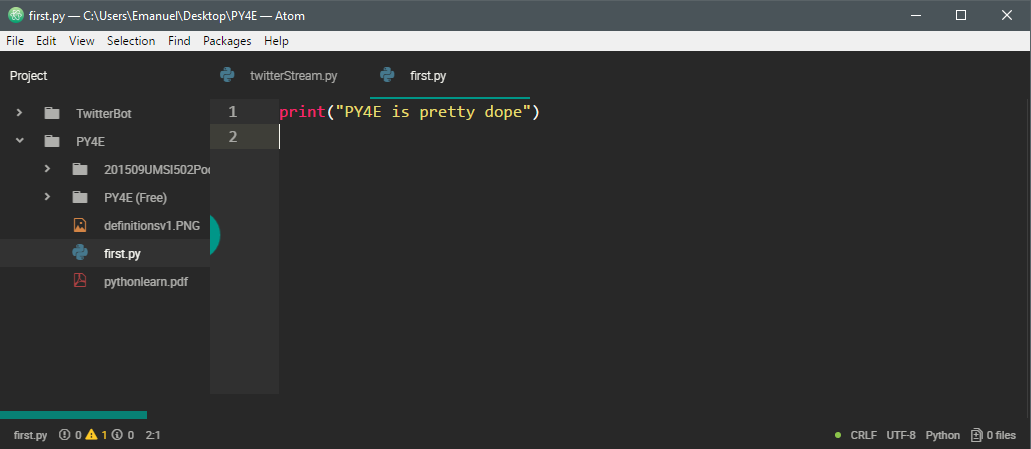 first.py — C:\Users\Emanuel\Desktop\PY4E — Atom
File Edit View Selection Find Packages Help
Project
twitterStream.py first.py
TwitterBot
PY4E
201509UMSI502Poo
PY4E (Free)
definitionsv1.PNG
first.py
pythonlearn.pdf
1 print("PY4E is pretty dope")
2
first.py 0 1 0 2:1 CRLF UTF-8 Python 0 files